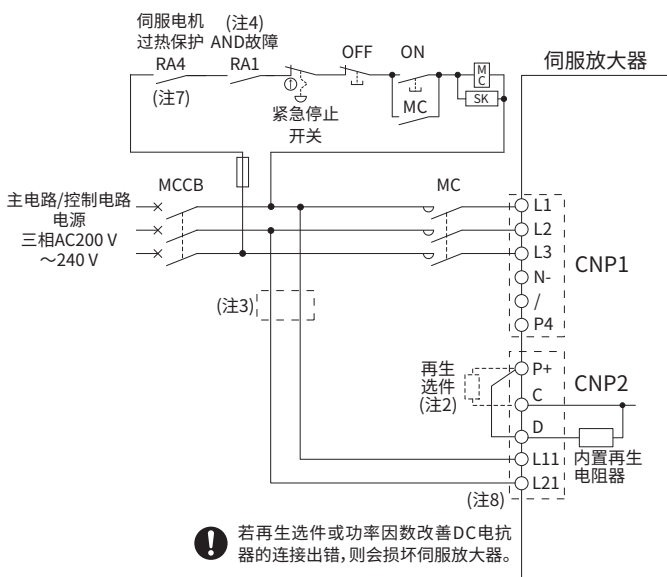 伺服电机
过热保护
(注4)
AND故障
RA4
RA1
(注7)
紧急停止
开关
OFF
ON
MC
M
C
SK
伺服放大器
主电路/控制电路
电源
三相AC200 V
～240 V
MCCB
MC
L1
L2
L3
N-
/
P4
CNP1
(注3)
再生
选件
(注2)
P+
C
D
L11
L21
CNP2
内置再生
电阻器
(注8)
若再生选件或功率因数改善DC电抗
器的连接出错,则会损坏伺服放大器。